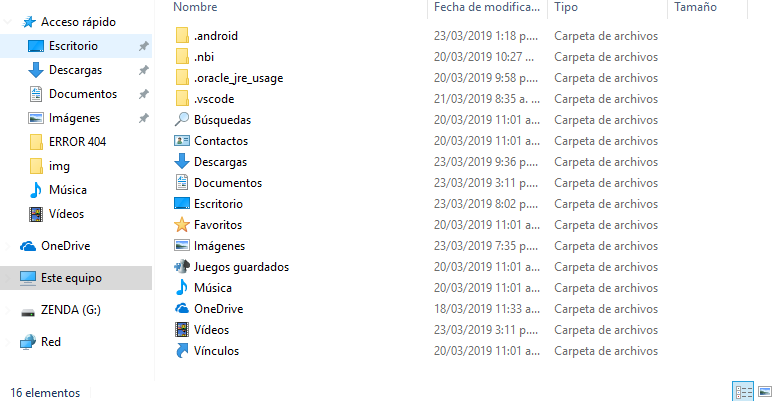 Acceso rápido
Escritorio
Descargas
Documentos
Imágenes
ERROR 404
img
Música
Vídeos
OneDrive
Este equipo
ZENDA (G:)
Red
Nombre Fecha de modifica... Tipo Tamaño
.android 23/03/2019 1:18 p.... Carpeta de archivos
.nbi 20/03/2019 10:27 ... Carpeta de archivos
.oracle_jre_usage 20/03/2019 9:58 p.... Carpeta de archivos
.vscode 21/03/2019 8:35 a. ... Carpeta de archivos
Búsquedas 20/03/2019 11:01 a... Carpeta de archivos
Contactos 20/03/2019 11:01 a... Carpeta de archivos
Descargas 23/03/2019 9:36 p.... Carpeta de archivos
Documentos 23/03/2019 3:11 p.... Carpeta de archivos
Escritorio 23/03/2019 8:02 p.... Carpeta de archivos
Favoritos 20/03/2019 11:01 a... Carpeta de archivos
Imágenes 23/03/2019 7:35 p.... Carpeta de archivos
Juegos guardados 20/03/2019 11:01 a... Carpeta de archivos
Música 20/03/2019 11:01 a... Carpeta de archivos
OneDrive 18/03/2019 11:33 a... Carpeta de archivos
Vídeos 23/03/2019 3:11 p.... Carpeta de archivos
Vínculos 20/03/2019 11:01 a... Carpeta de archivos
16 elementos